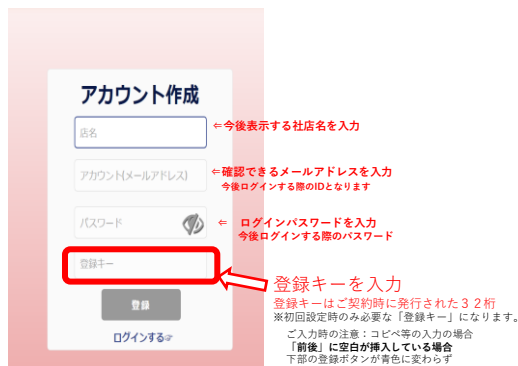 アカウント作成
店名
⇐今後表示する社店名を入力
アカウント(メールアドレス)
⇐確認できるメールアドレスを入力
今後ログインする際のIDとなります
パスワード
⇐ ログインパスワードを入力
今後ログインする際のパスワード
登録キー
登録キーを入力
登録キーはご契約時に発行された３２桁
※初回設定時のみ必要な「登録キー」になります。
登録
ログインする☞
ご入力時の注意：コピペ等の入力の場合
「前後」に空白が挿入している場合
下部の登録ボタンが青色に変わらず